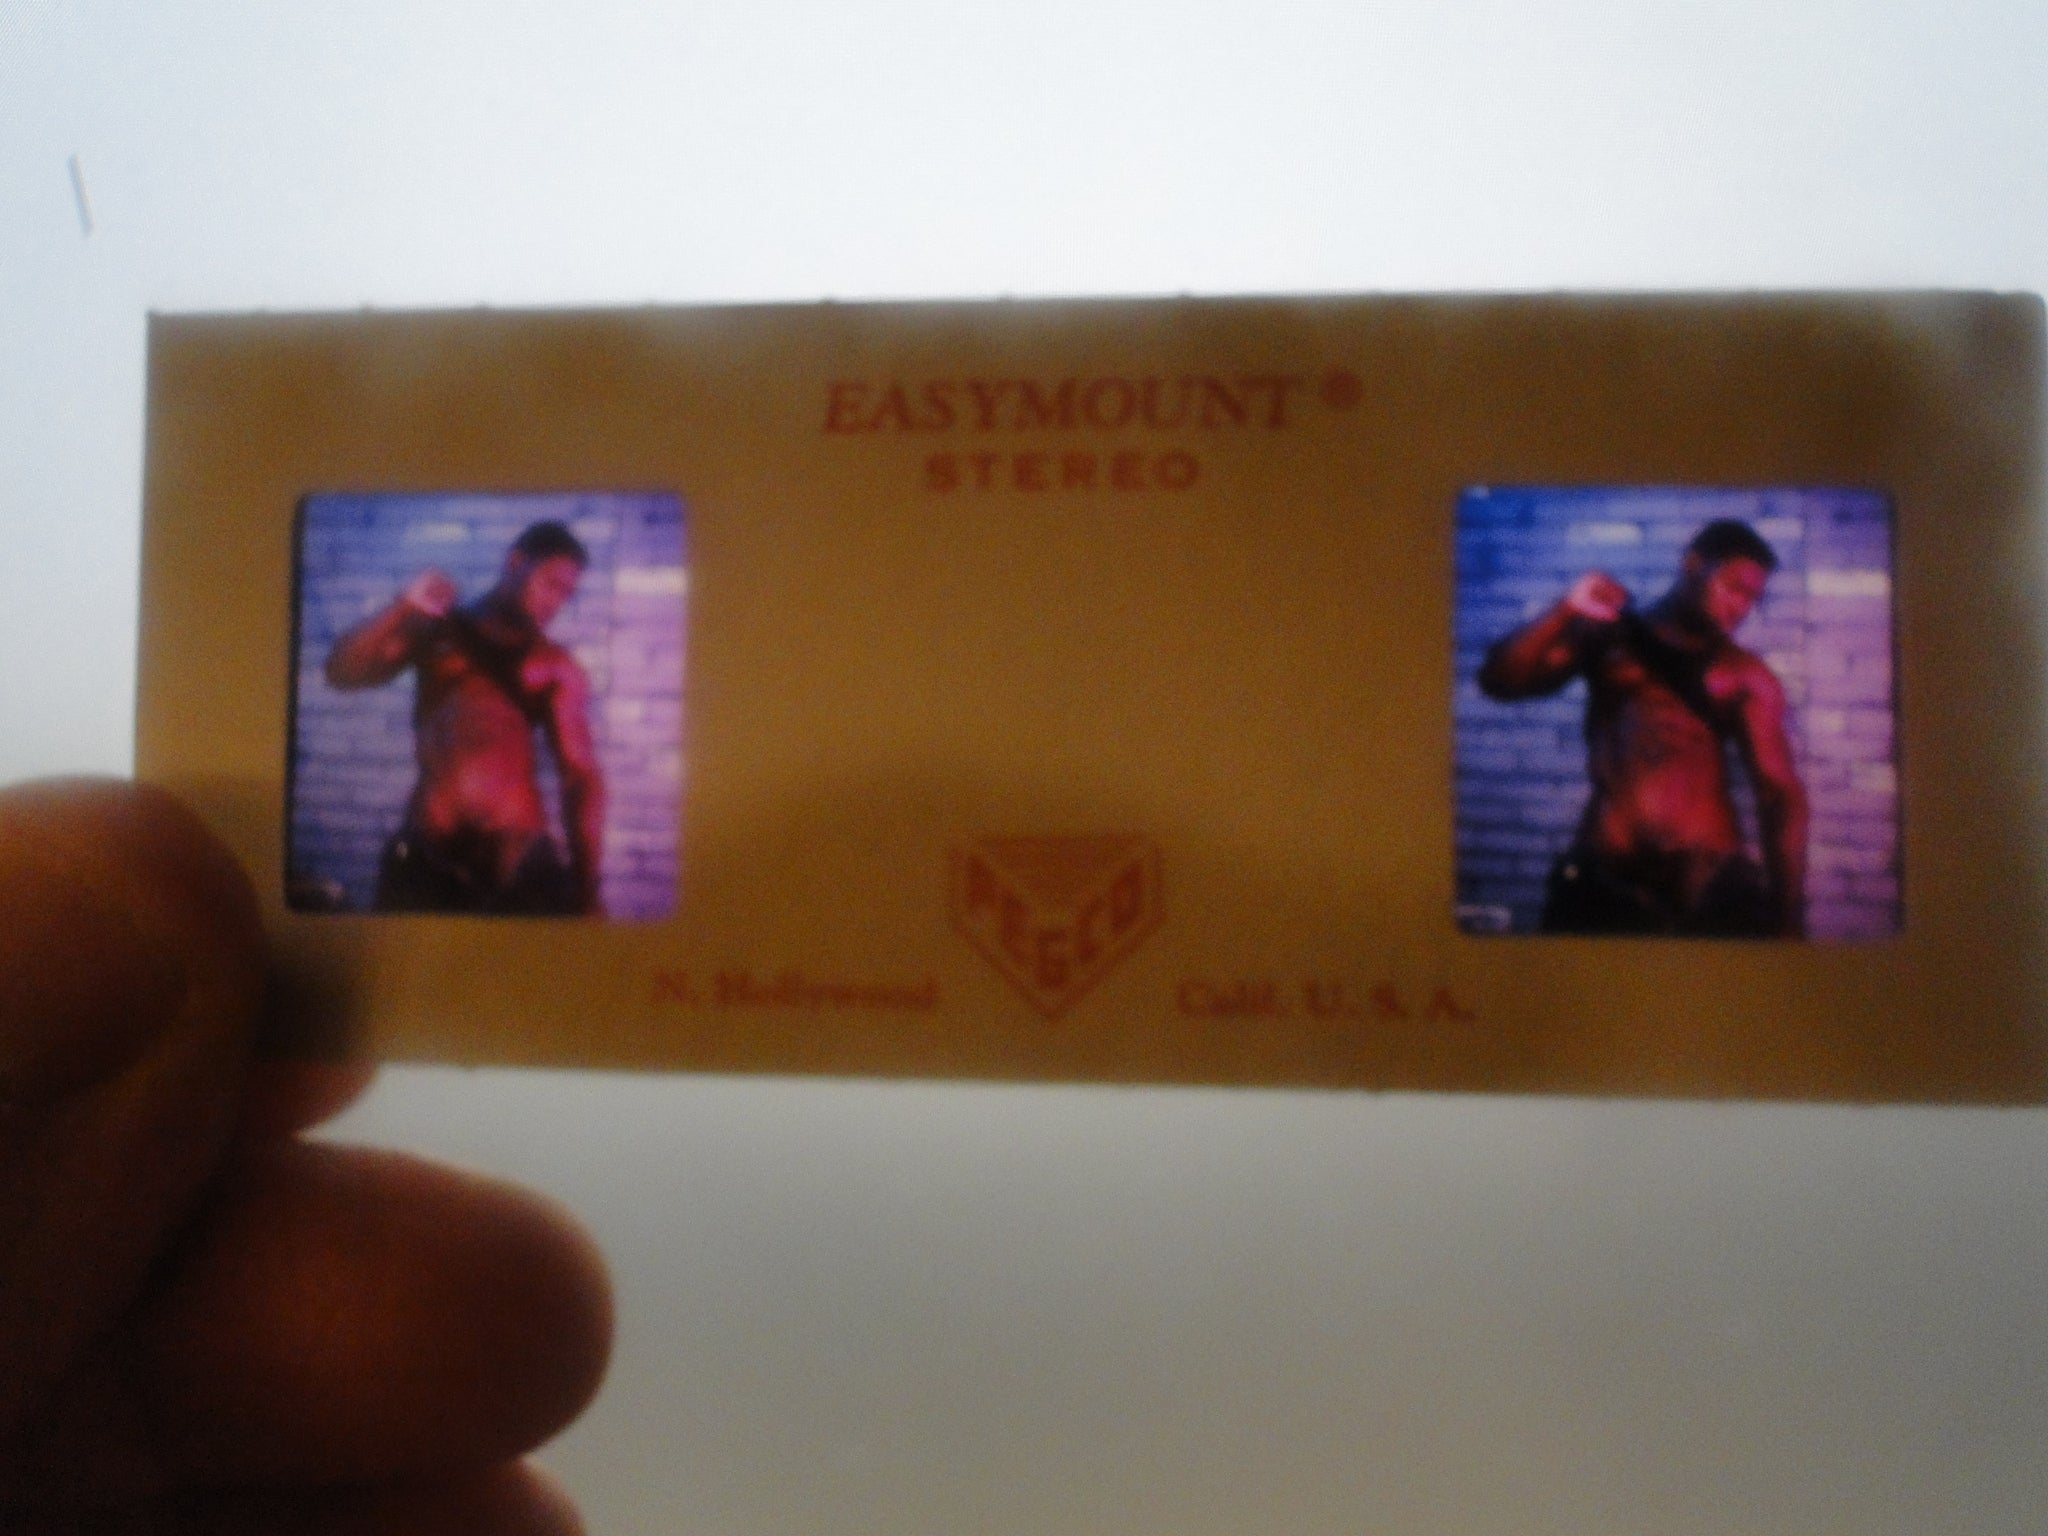 EASYMOUNT®
STEREO
N. Hollywood Calif. U. S. A.